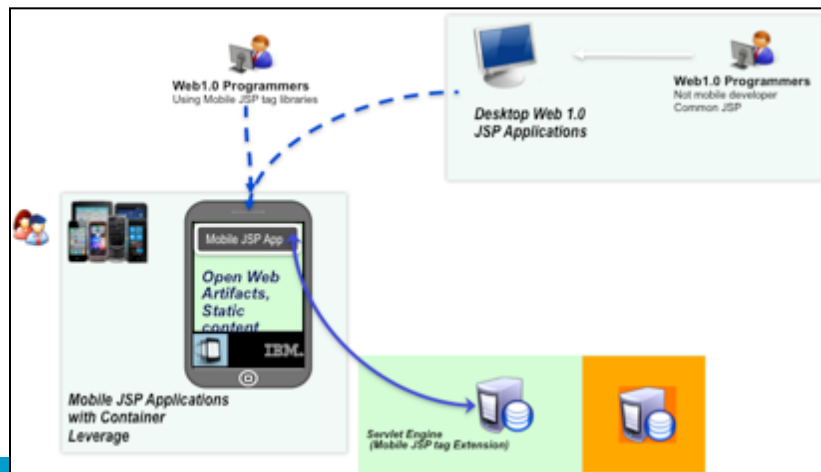 Web1.0 Programmers
Using Mobile JSP tag libraries
Desktop Web 1.0
JSP Applications
Web1.0 Programmers
Not mobile developer
Common JSP
Mobile JSP App
Open Web
Artifacts,
Static
content
IBM.
Mobile JSP Applications
with Container
Leverage
Servlet Engine
(Mobile JSP tag Extension)